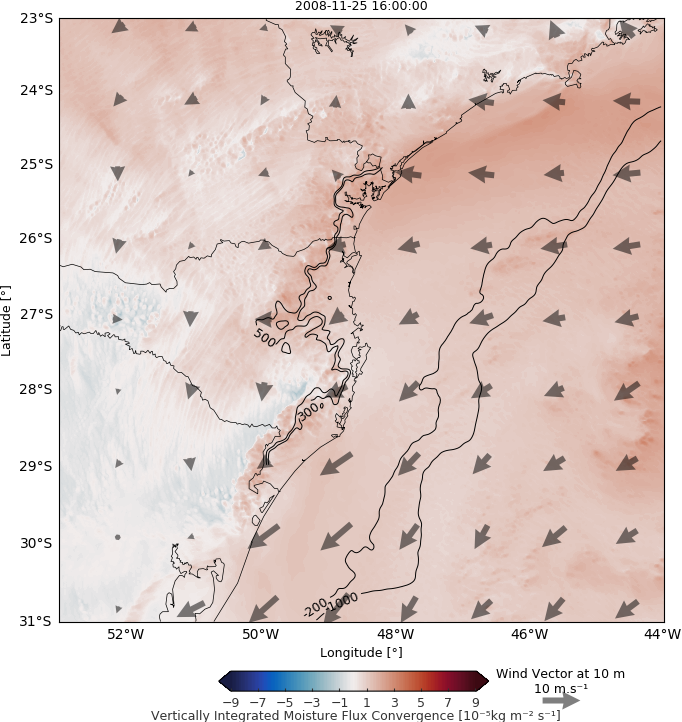 2008-11-25 16:00:00
23°S
24°S
25°S
26°S
27°S
28°S
29°S
30°S
31°S
Latitude [°]
500
300
-200
-1000
52°W 50°W 48°W 46°W 44°W
Longitude [°]
Wind Vector at 10 m
10 m.s⁻¹
−9 −7 −5 −3 −1 1 3 5 7 9
Vertically Integrated Moisture Flux Convergence [10⁻⁵kg m⁻² s⁻¹]